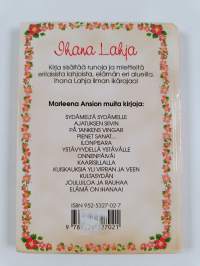 Ihana Lahja
Kirja sisältää runoja ja mietteitä
erilaisista lahjoista, elämän eri alueilta.
Ihana Lahja ilman ikärajaa!
Marleena Ansion muita kirjoja:
SYDÄMELTÄ SYDÄMELLE
AJATUKSEN SIIVIN
PÅ TANKENS VINGAR
PIENET SANAT...
ILONPISARA
YSTÄVYYDELLÄ YSTÄVÄLLE
ONNENPÄIVÄ
KAARISILLALLA
KUISKAUKSIA YLI VIRRAN JA VEEN
KULTASYDÄN
JOULUILOA JA RAUHAA
ELÄMÄ ON IHANAA!
ISBN 952-5327-02-7